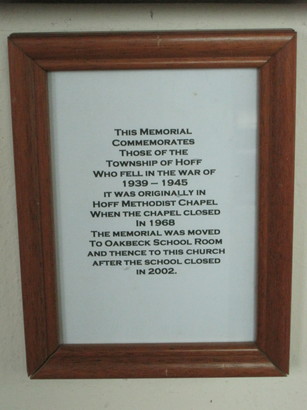 This Memorial
Commemorates
Those of the
Township of Hoff
Who fell in the war of
1939 – 1945
it was originally in
Hoff Methodist Chapel
When the chapel closed
In 1968
The memorial was moved
To Oakbeck School Room
and thence to this church
after the school closed
in 2002.